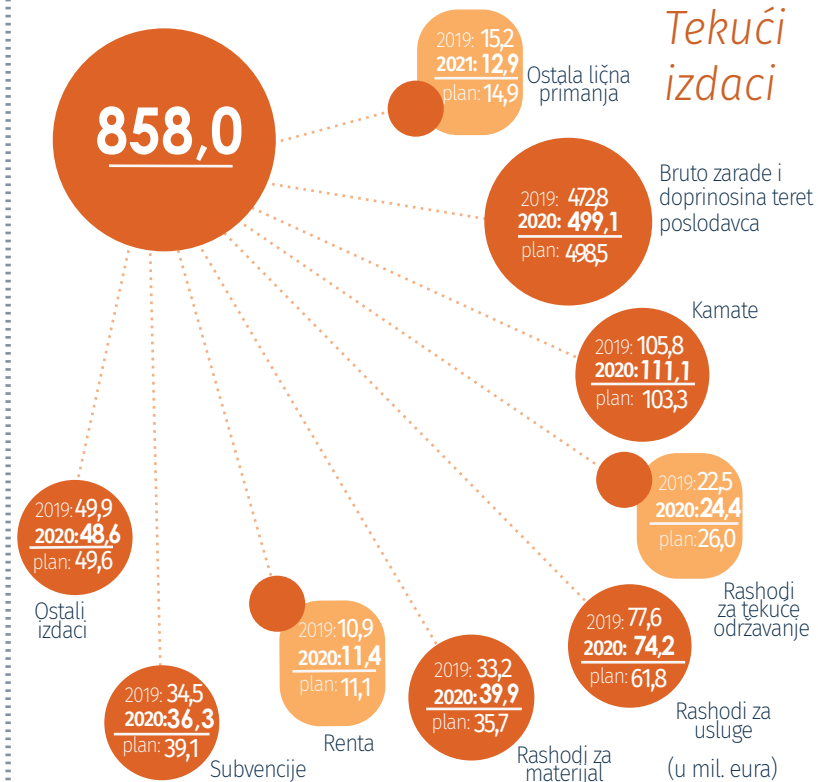 Tekući
izdaci
858,0
2019: 15,2
2021: 12,9
plan: 14,9
Ostala lična
primanja
2019: 472,8
2020: 499,1
plan: 498,5
Bruto zarade i
doprinosina teret
poslodavca
Kamate
2019: 105,8
2020: 111,1
plan: 103,3
2019: 22,5
2020: 24,4
plan: 26,0
Rashodi
za tekuće
održavanje
2019: 77,6
2020: 74,2
plan: 61,8
Rashodi za
usluge
2019: 33,2
2020: 39,9
plan: 35,7
Rashodi za
materijal
2019: 10,9
2020: 11,4
plan: 11,1
Renta
2019: 34,5
2020: 36,3
plan: 39,1
Subvencije
2019: 49,9
2020: 48,6
plan: 49,6
Ostali
izdaci
(u mil. eura)